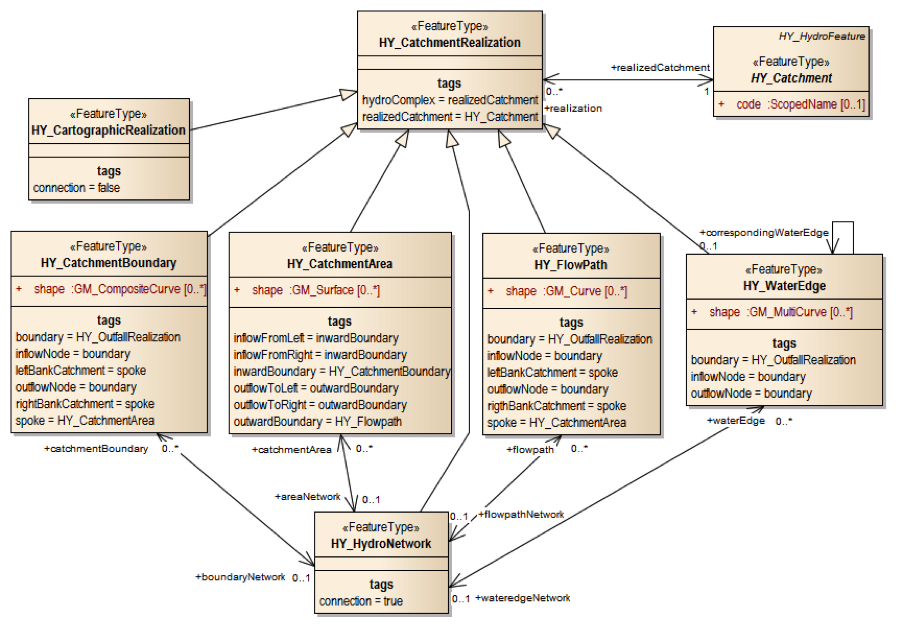 «FeatureType»
HY_CatchmentRealization
tags
hydroComplex = realizedCatchment
realizedCatchment = HY_Catchment
+realizedCatchment
0..*
1
+realization
HY_HydroFeature
«FeatureType»
HY_Catchment
+ code :ScopedName [0..1]
«FeatureType»
HY_CartographicRealization
tags
connection = false
«FeatureType»
HY_CatchmentBoundary
+ shape :GM_CompositeCurve [0..*]
tags
boundary = HY_OutfallRealization
inflowNode = boundary
leftBankCatchment = spoke
outflowNode = boundary
rigthBankCatchment = spoke
spoke = HY_CatchmentArea
«FeatureType»
HY_CatchmentArea
+ shape :GM_Surface [0..*]
tags
inflowFromLeft = inwardBoundary
inflowFromRight = inwardBoundary
inwardBoundary = HY_CatchmentBoundary
outflowToLeft = outwardBoundary
outflowToRight = outwardBoundary
outwardBoundary = HY_Flowpath
«FeatureType»
HY_FlowPath
+ shape :GM_Curve [0..*]
tags
boundary = HY_OutfallRealization
inflowNode = boundary
leftBankCatchment = spoke
outflowNode = boundary
rigthBankCatchment = spoke
spoke = HY_CatchmentArea
+correspondingWaterEdge
0..1
«FeatureType»
HY_WaterEdge
+ shape :GM_MultiCurve [0..*]
tags
boundary = HY_OutfallRealization
inflowNode = boundary
outflowNode = boundary
+catchmentBoundary 0..*
+catchmentArea 0..*
+flowpath 0..*
+waterEdge 0..*
+areaNetwork 0..1
0..1 +flowpathNetwork
+boundaryNetwork 0..1
0..1 +wateredgeNetwork
«FeatureType»
HY_HydroNetwork
tags
connection = true